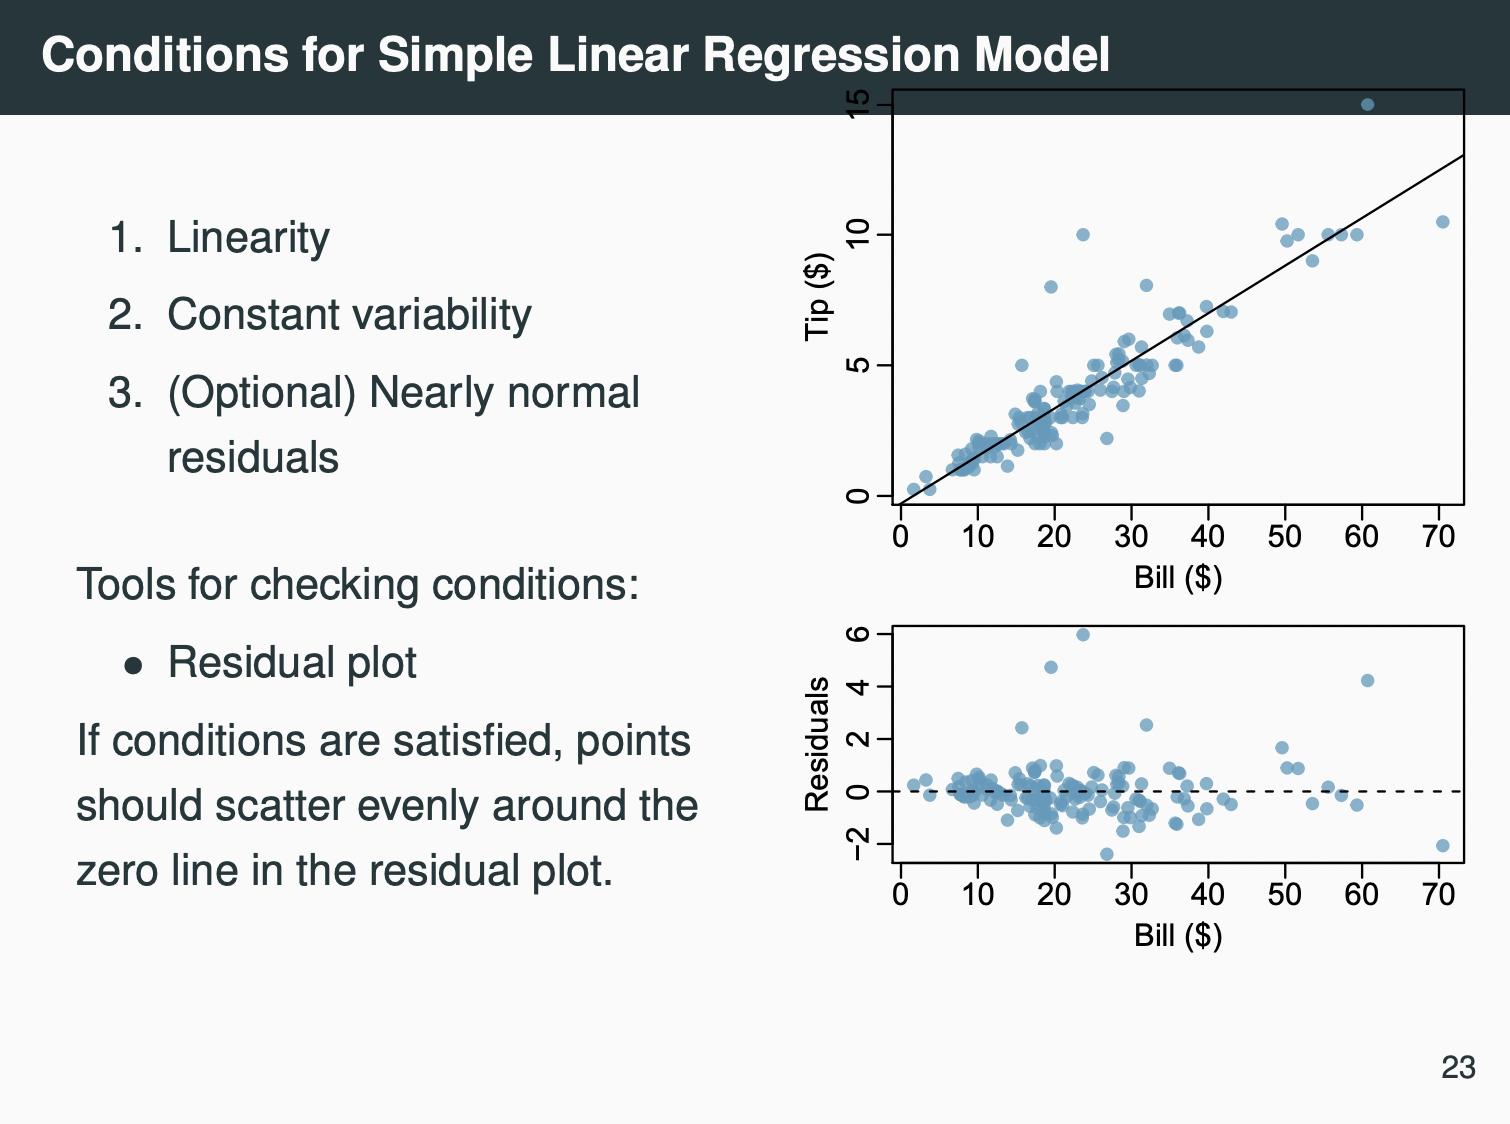 Conditions for Simple Linear Regression Model
1. Linearity
2. Constant variability
3. (Optional) Nearly normal
residuals
Tools for checking conditions:
• Residual plot
If conditions are satisfied, points
should scatter evenly around the
zero line in the residual plot.
15
10
5
0
Tip ($)
0 10 20 30 40 50 60 70
Bill ($)
6
4
2
0
−2
Residuals
0 10 20 30 40 50 60 70
Bill ($)
23